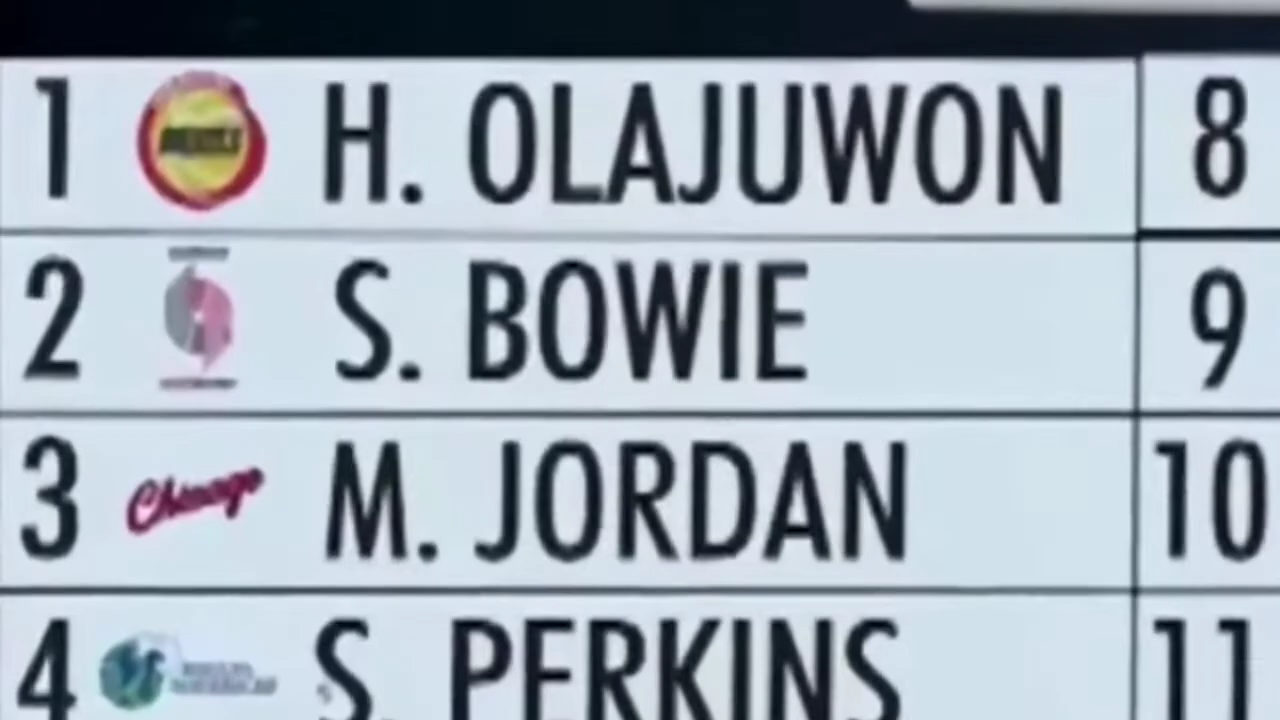 1 H. OLAJUWON 8
2 S. BOWIE 9
3 Chicago M. JORDAN 10
4 S. PERKINS 11